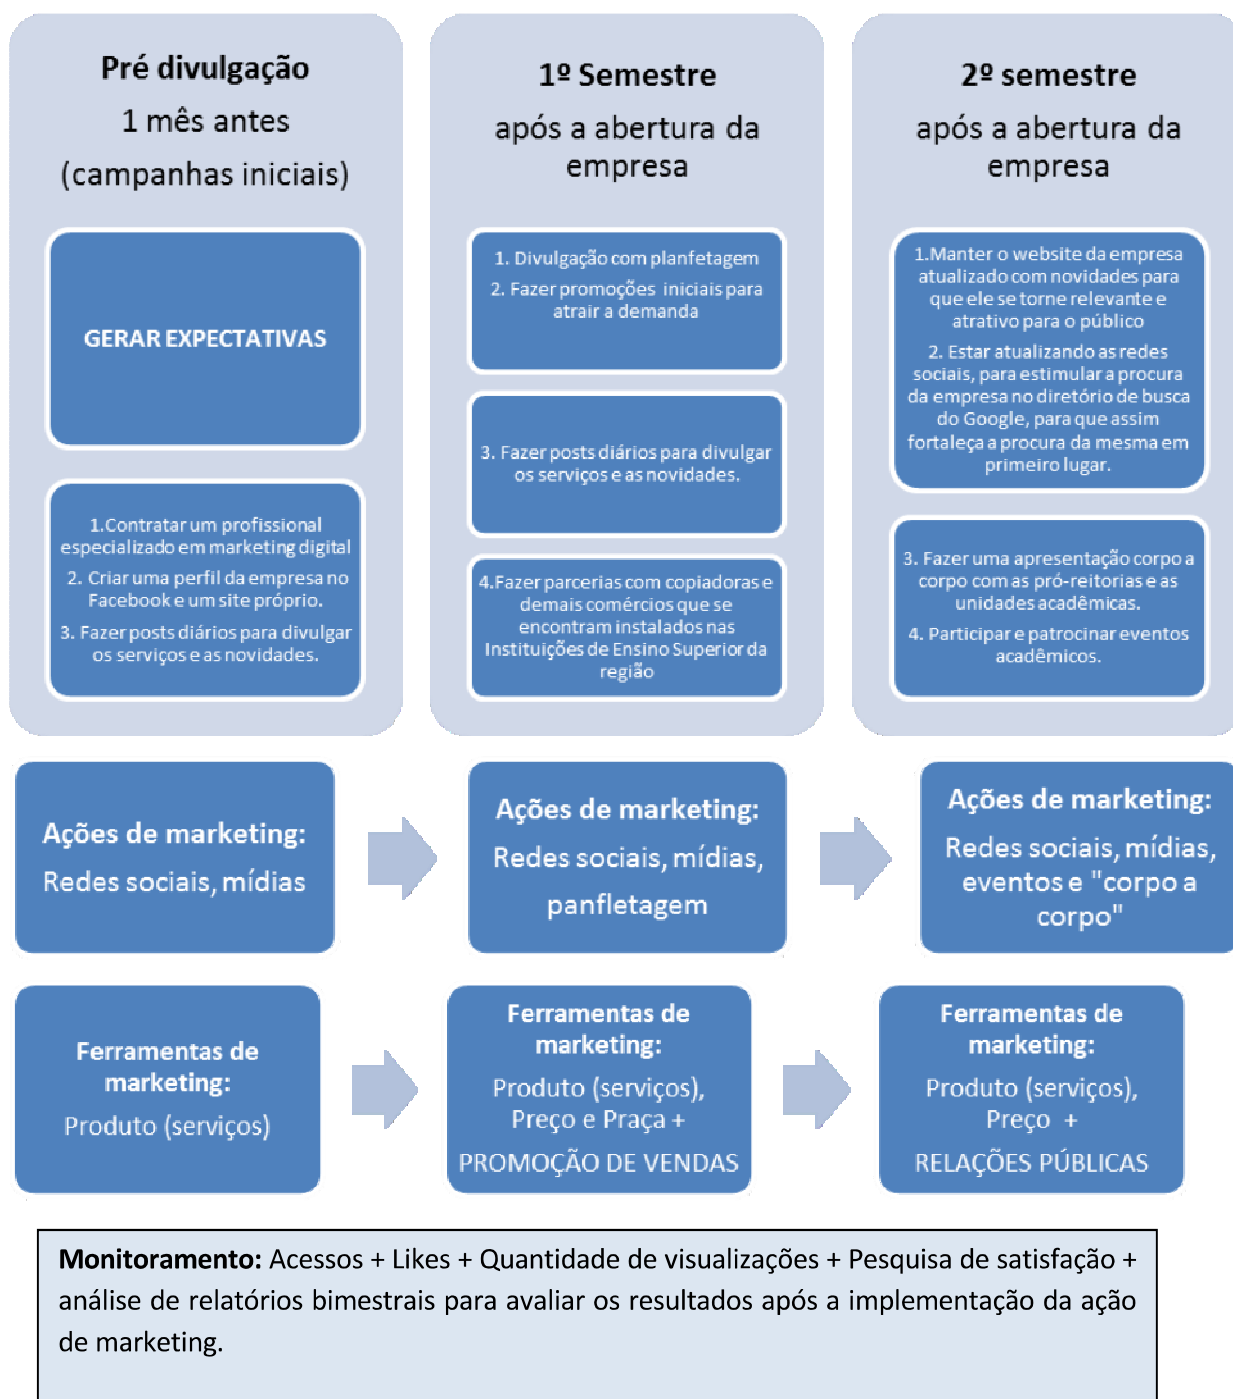 Pré divulgação
1 mês antes
(campanhas iniciais)
GERAR EXPECTATIVAS
1.Contratar um profissional
especializado em marketing digital
2. Criar uma perfil da empresa no
Facebook e um site próprio.
3. Fazer posts diários para divulgar
os serviços e as novidades.
1º Semestre
após a abertura da
empresa
1. Divulgação com planfetagem
2. Fazer promoções iniciais para
atrair a demanda
3. Fazer posts diários para divulgar
os serviços e as novidades.
4.Fazer parcerias com copiadoras e
demais comércios que se
encontram instalados nas
Instituições de Ensino Superior da
região
2º semestre
após a abertura da
empresa
1.Manter o website da empresa
atualizado com novidades para
que ele se torne relevante e
atrativo para o público
2. Estar atualizando as redes
sociais, para estimular a procura
da empresa no diretório de busca
do Google, para que assim
fortaleça a procura da mesma em
primeiro lugar.
3. Fazer uma apresentação corpo a
corpo com as pró-reitorias e as
unidades acadêmicas.
4. Participar e patrocinar eventos
acadêmicos.
Ações de marketing:
Redes sociais, mídias
Ações de marketing:
Redes sociais, mídias,
panfletagem
Ações de marketing:
Redes sociais, mídias,
eventos e "corpo a
corpo"
Ferramentas de
marketing:
Produto (serviços)
Ferramentas de
marketing:
Produto (serviços),
Preço e Praça +
PROMOÇÃO DE VENDAS
Ferramentas de
marketing:
Produto (serviços),
Preço +
RELAÇÕES PÚBLICAS
Monitoramento: Acessos + Likes + Quantidade de visualizações + Pesquisa de satisfação +
análise de relatórios bimestrais para avaliar os resultados após a implementação da ação
de marketing.